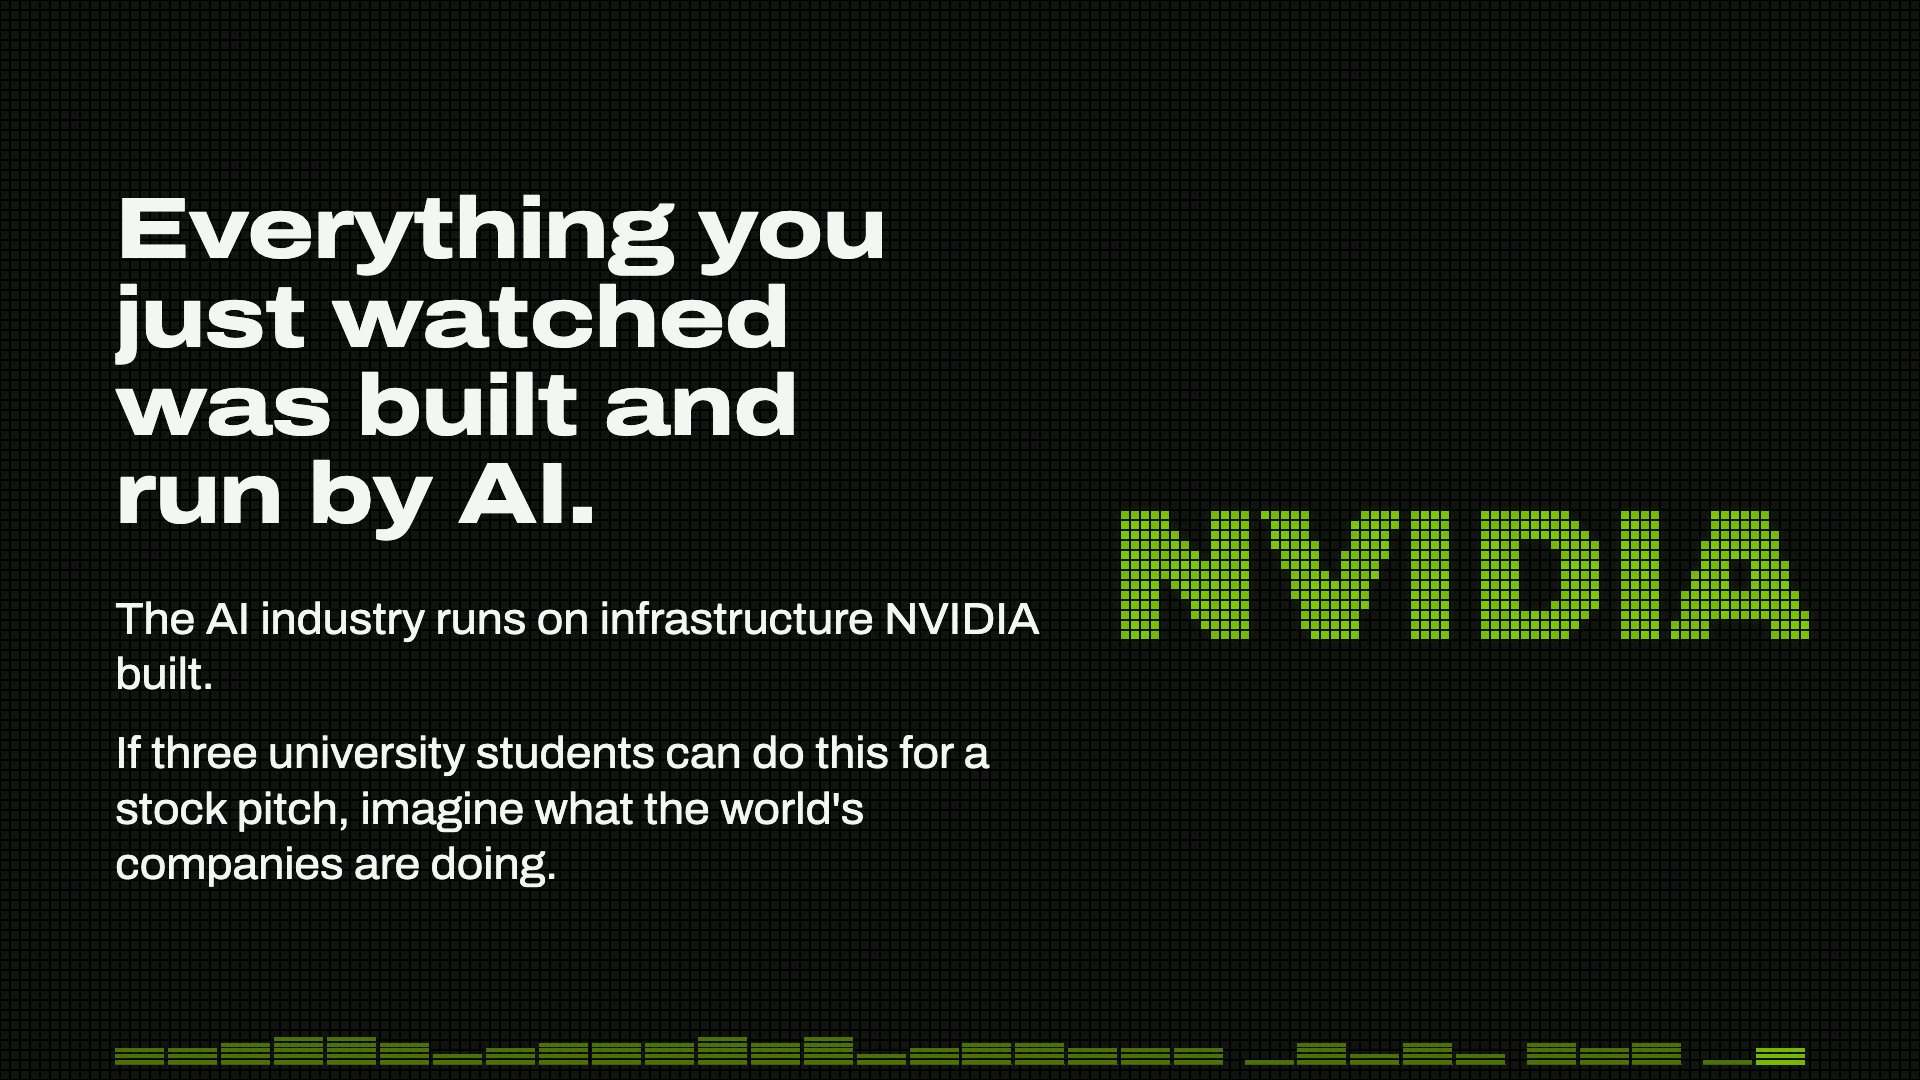 Everything you
just watched
was built and
run by AI.
The AI industry runs on infrastructure NVIDIA
built.
If three university students can do this for a
stock pitch, imagine what the world's
companies are doing.
NVIDIA